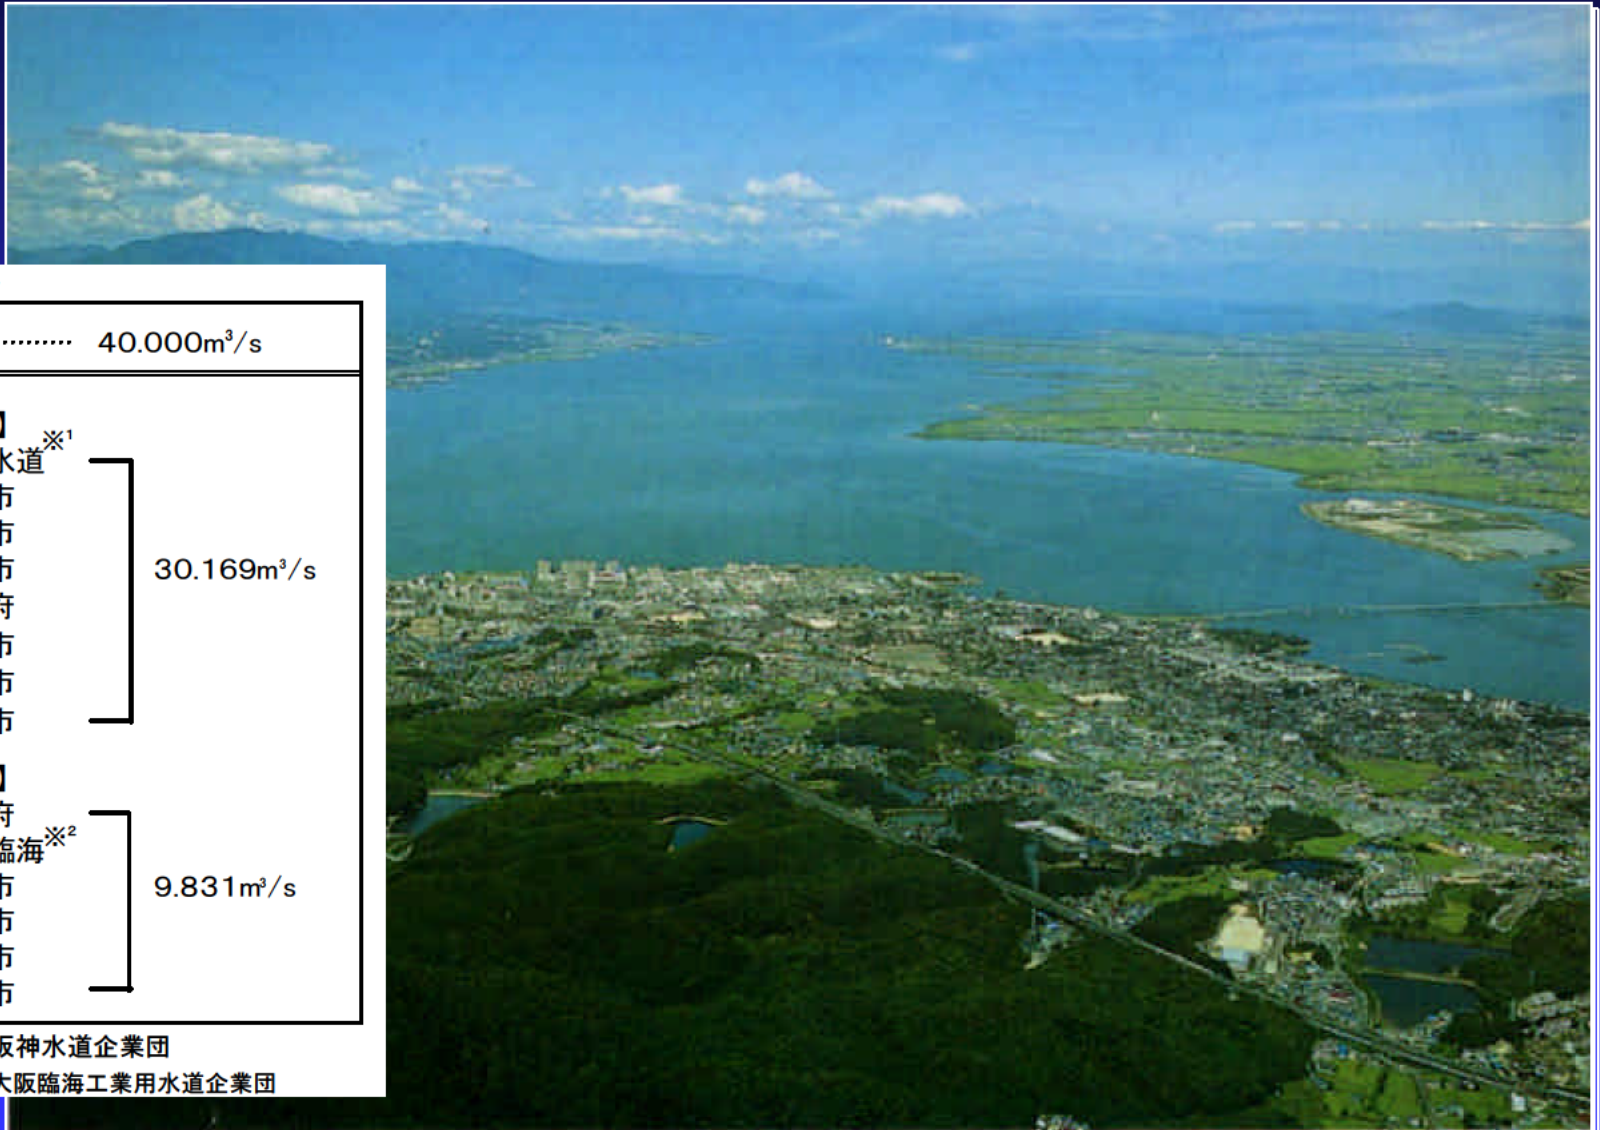 ………  40.000m³/s
】
水道※1
市
市
市
30.169m³/s
府
市
市
市
】
府
臨海※2
市
9.831m³/s
市
市
市
阪神水道企業団
大阪臨海工業用水道企業団